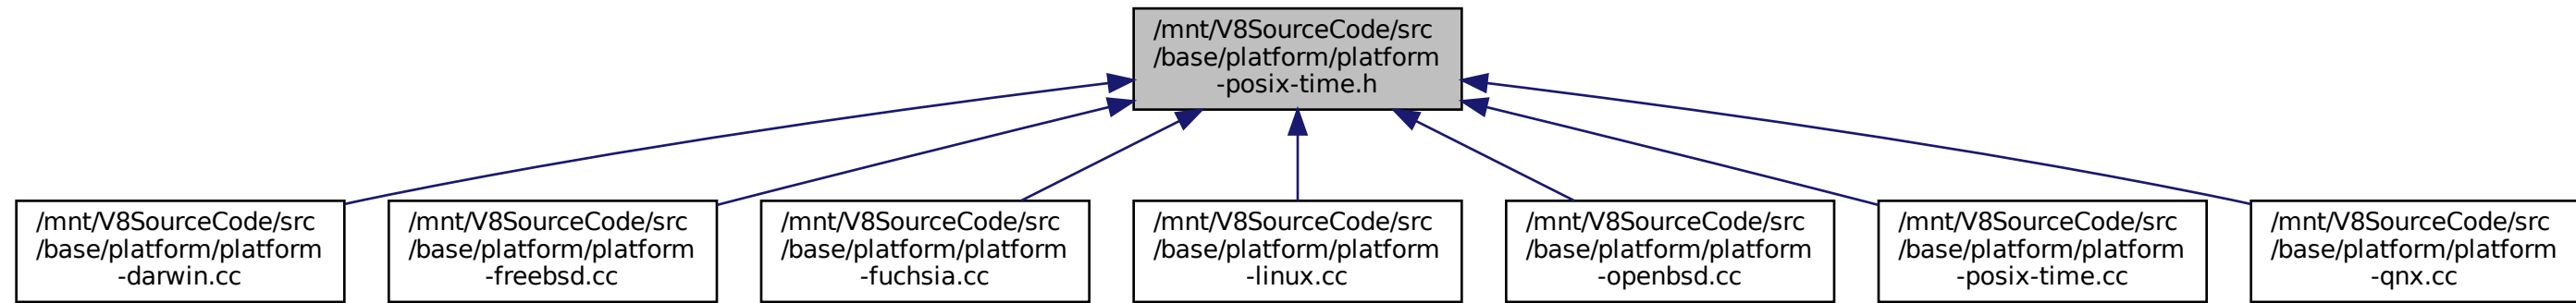 /mnt/V8SourceCode/src
/base/platform/platform
-posix-time.h
/mnt/V8SourceCode/src
/base/platform/platform
-darwin.cc
/mnt/V8SourceCode/src
/base/platform/platform
-freebsd.cc
/mnt/V8SourceCode/src
/base/platform/platform
-fuchsia.cc
/mnt/V8SourceCode/src
/base/platform/platform
-linux.cc
/mnt/V8SourceCode/src
/base/platform/platform
-openbsd.cc
/mnt/V8SourceCode/src
/base/platform/platform
-posix-time.cc
/mnt/V8SourceCode/src
/base/platform/platform
-qnx.cc